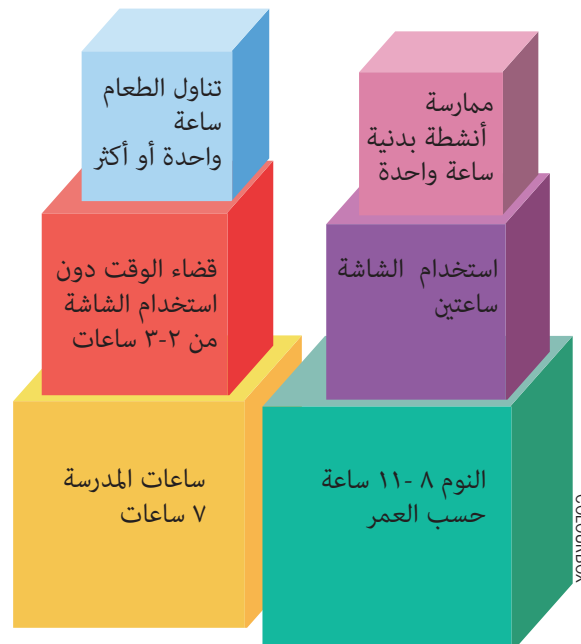 ممارسة
أنشطة بدنية
ساعة واحدة
استخدام الشاشة
ساعتين
النوم ٨ -١١ ساعة
حسب العمر
تناول الطعام
ساعة
واحدة أو أكثر
قضاء الوقت دون
استخدام الشاشة
من ٢-٣ ساعات
ساعات المدرسة
٧ ساعات
COLOURBOX